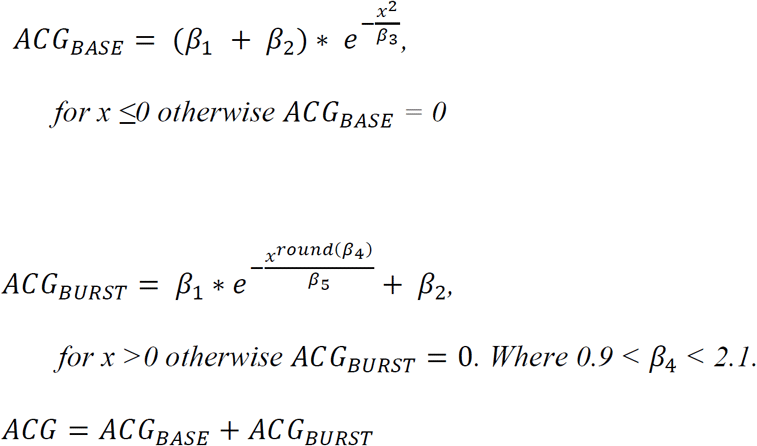 ACG_BASE = (β₁ + β₂) * e^(-x²/β₃),
for x ≤0 otherwise ACG_BASE = 0
ACG_BURST = β₁ * e^(-x^round(β₄)/β₅) + β₂,
for x >0 otherwise ACG_BURST = 0. Where 0.9 < β₄ < 2.1.
ACG = ACG_BASE + ACG_BURST